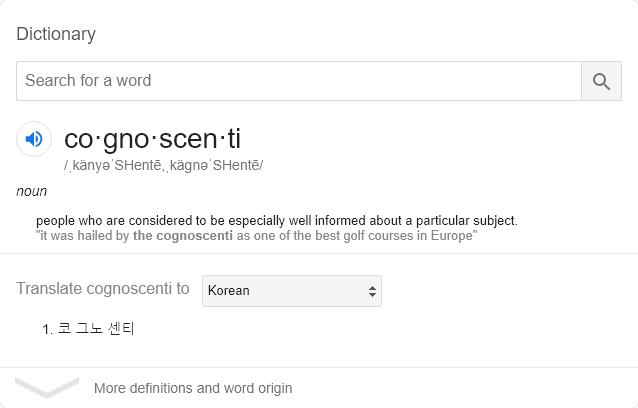 Dictionary
Search for a word
co·gno·scen·ti
/ˌkänyəˈSHentē,ˌkägnəˈSHentē/
noun
people who are considered to be especially well informed about a particular subject.
"it was hailed by the cognoscenti as one of the best golf courses in Europe"
Translate cognoscenti to Korean
1. 코 그노 센티
More definitions and word origin